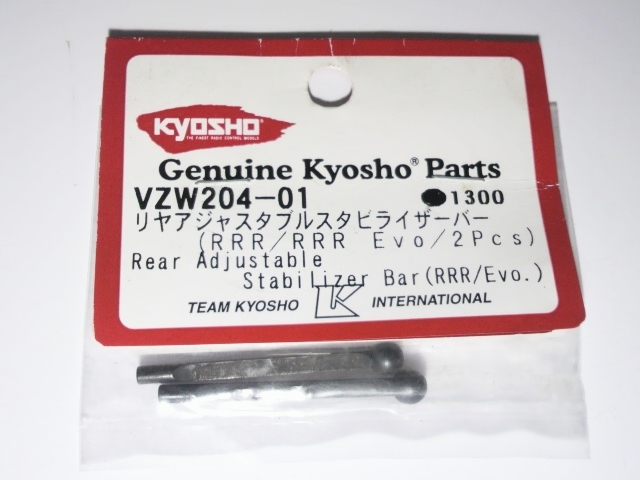 KYOSHO
THE FINEST RADIO CONTROL MODELS
Genuine Kyosho® Parts
VZW204-01 ●1300
リヤアジャスタブルスタビライザーバー
(RRR/RRR Evo/2Pcs)
Rear Adjustable
Stabilizer Bar(RRR/Evo.)
TEAM KYOSHO TK INTERNATIONAL